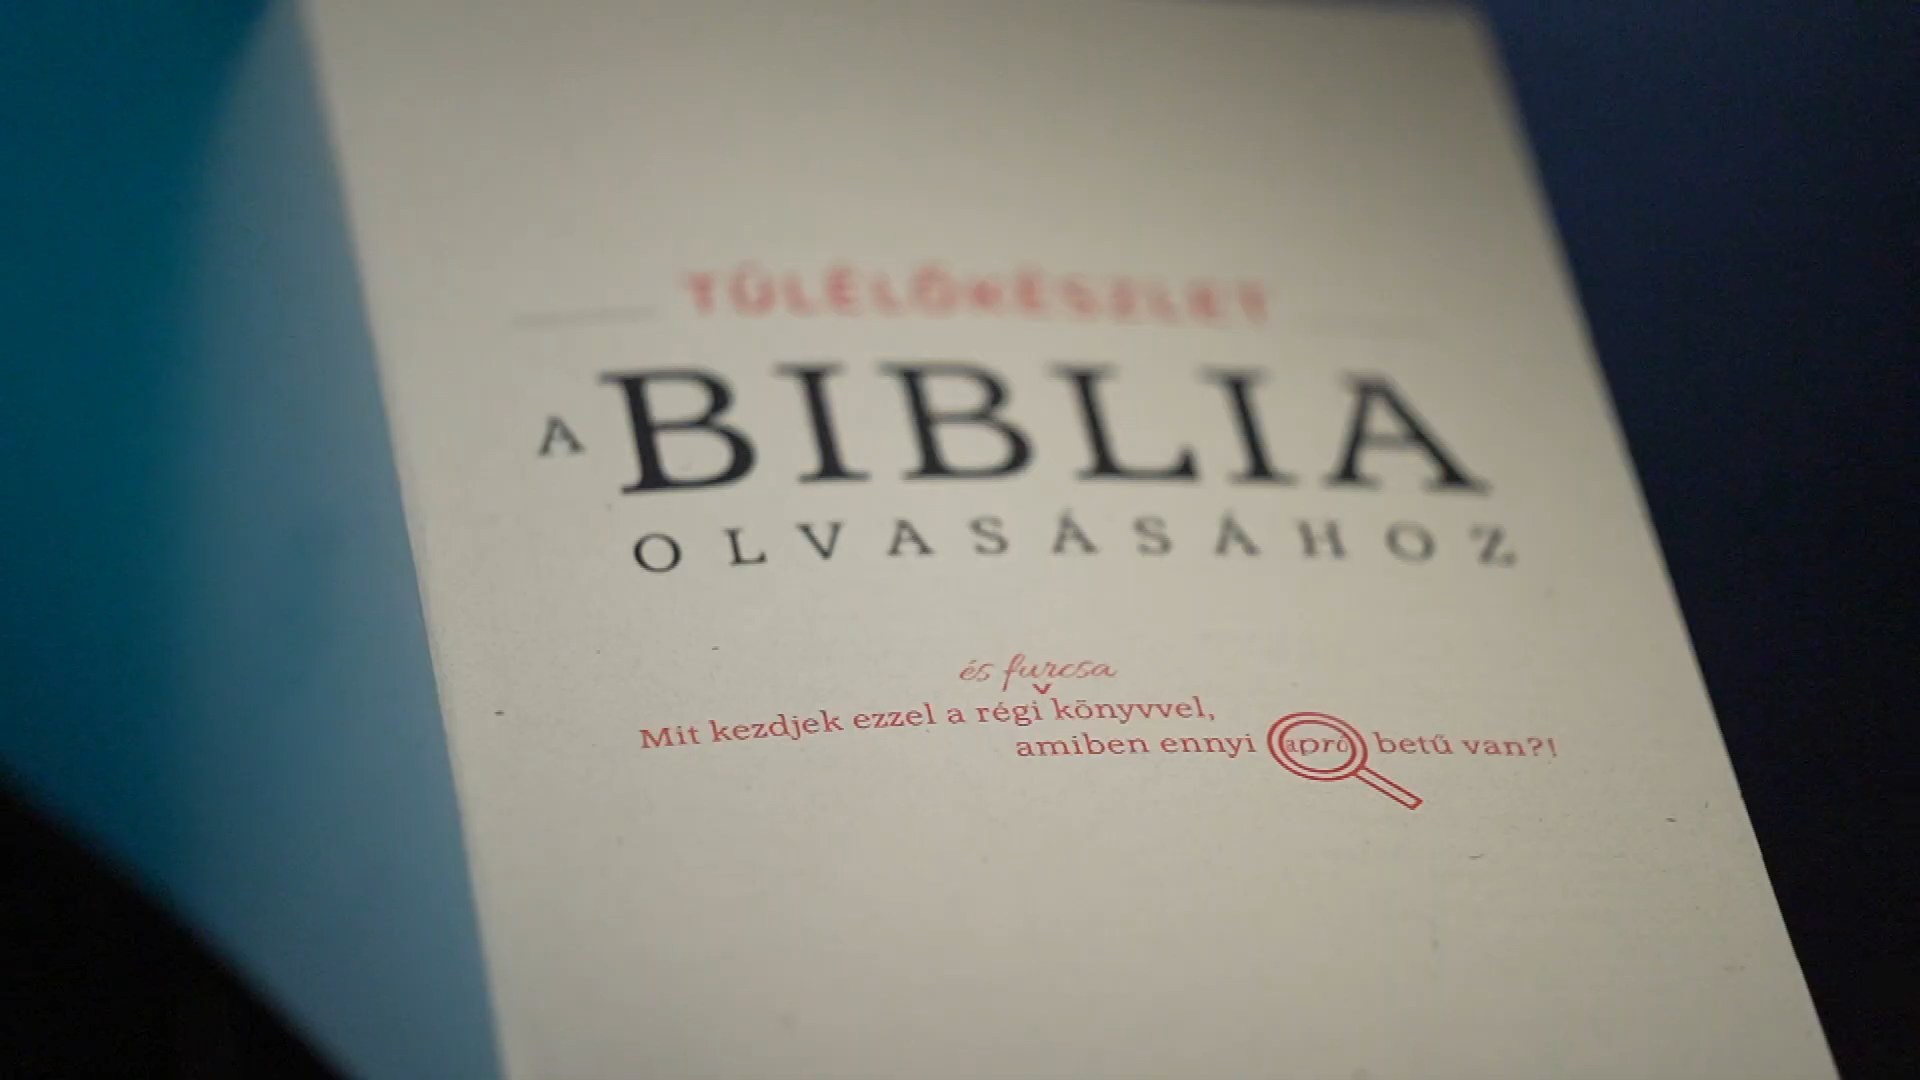 TÚLÉLŐKÉSZLET
A BIBLIA
OLVASÁSÁHOZ
és furcsa
Mit kezdjek ezzel a régi könyvvel,
amiben ennyi apró betű van?!